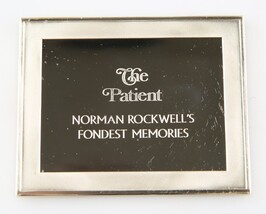 The
Patient
NORMAN ROCKWELL'S
FONDEST MEMORIES